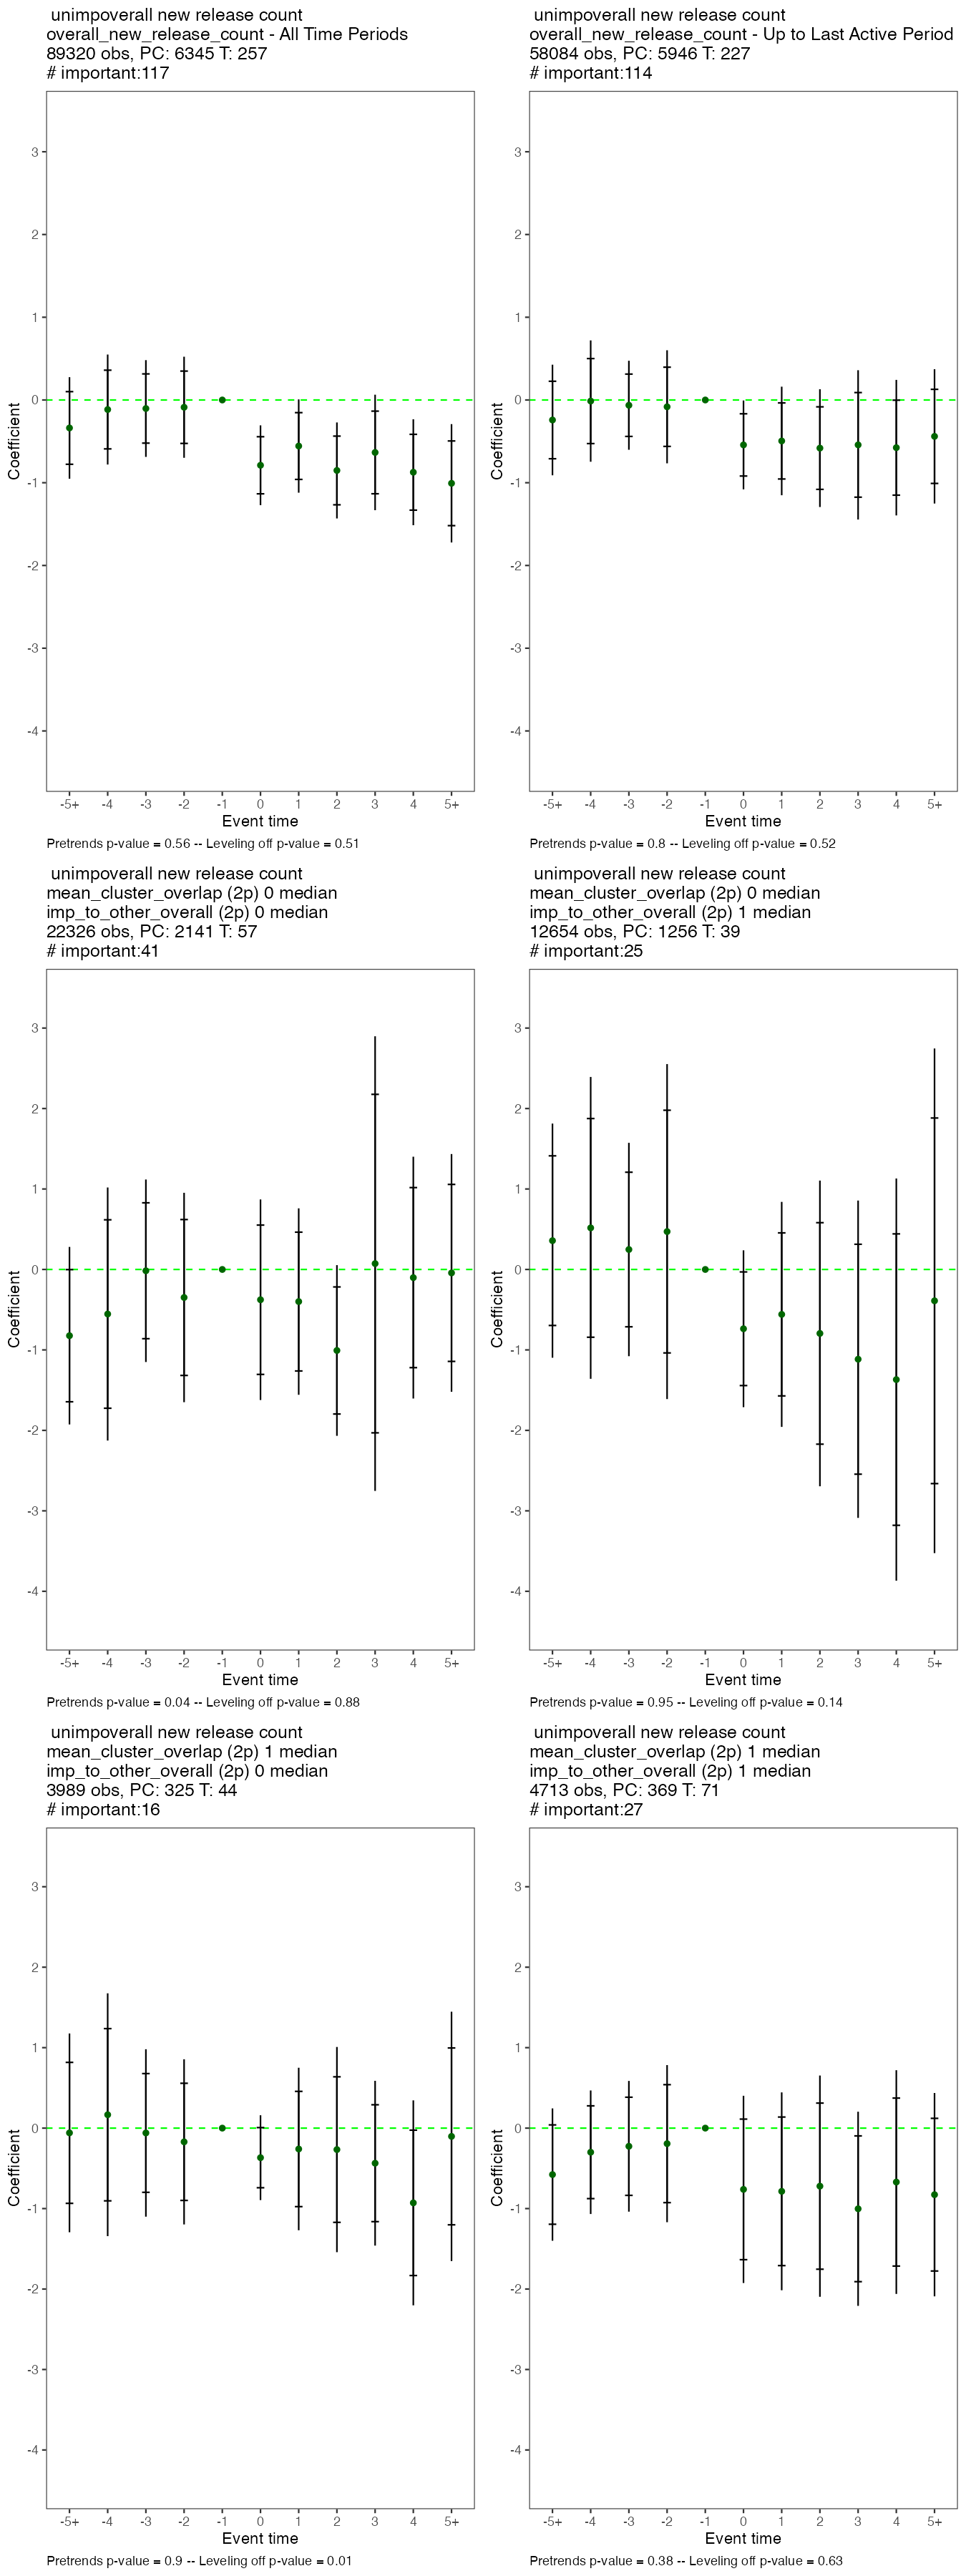 unimpoverall new release count
overall_new_release_count - All Time Periods
89320 obs, PC: 6345 T: 257
# important:117
3
2
1
0
-1
-2
-3
-4
Coefficient
-5+ -4 -3 -2 -1 0 1 2 3 4 5+
Event time
Pretrends p-value = 0.56 -- Leveling off p-value = 0.51
unimpoverall new release count
overall_new_release_count - Up to Last Active Period
58084 obs, PC: 5946 T: 227
# important:114
3
2
1
0
-1
-2
-3
-4
Coefficient
-5+ -4 -3 -2 -1 0 1 2 3 4 5+
Event time
Pretrends p-value = 0.8 -- Leveling off p-value = 0.52
unimpoverall new release count
mean_cluster_overlap (2p) 0 median
imp_to_other_overall (2p) 0 median
22326 obs, PC: 2141 T: 57
# important:41
3
2
1
0
-1
-2
-3
-4
Coefficient
-5+ -4 -3 -2 -1 0 1 2 3 4 5+
Event time
Pretrends p-value = 0.04 -- Leveling off p-value = 0.88
unimpoverall new release count
mean_cluster_overlap (2p) 0 median
imp_to_other_overall (2p) 1 median
12654 obs, PC: 1256 T: 39
# important:25
3
2
1
0
-1
-2
-3
-4
Coefficient
-5+ -4 -3 -2 -1 0 1 2 3 4 5+
Event time
Pretrends p-value = 0.95 -- Leveling off p-value = 0.14
unimpoverall new release count
mean_cluster_overlap (2p) 1 median
imp_to_other_overall (2p) 0 median
3989 obs, PC: 325 T: 44
# important:16
3
2
1
0
-1
-2
-3
-4
Coefficient
-5+ -4 -3 -2 -1 0 1 2 3 4 5+
Event time
Pretrends p-value = 0.9 -- Leveling off p-value = 0.01
unimpoverall new release count
mean_cluster_overlap (2p) 1 median
imp_to_other_overall (2p) 1 median
4713 obs, PC: 369 T: 71
# important:27
3
2
1
0
-1
-2
-3
-4
Coefficient
-5+ -4 -3 -2 -1 0 1 2 3 4 5+
Event time
Pretrends p-value = 0.38 -- Leveling off p-value = 0.63